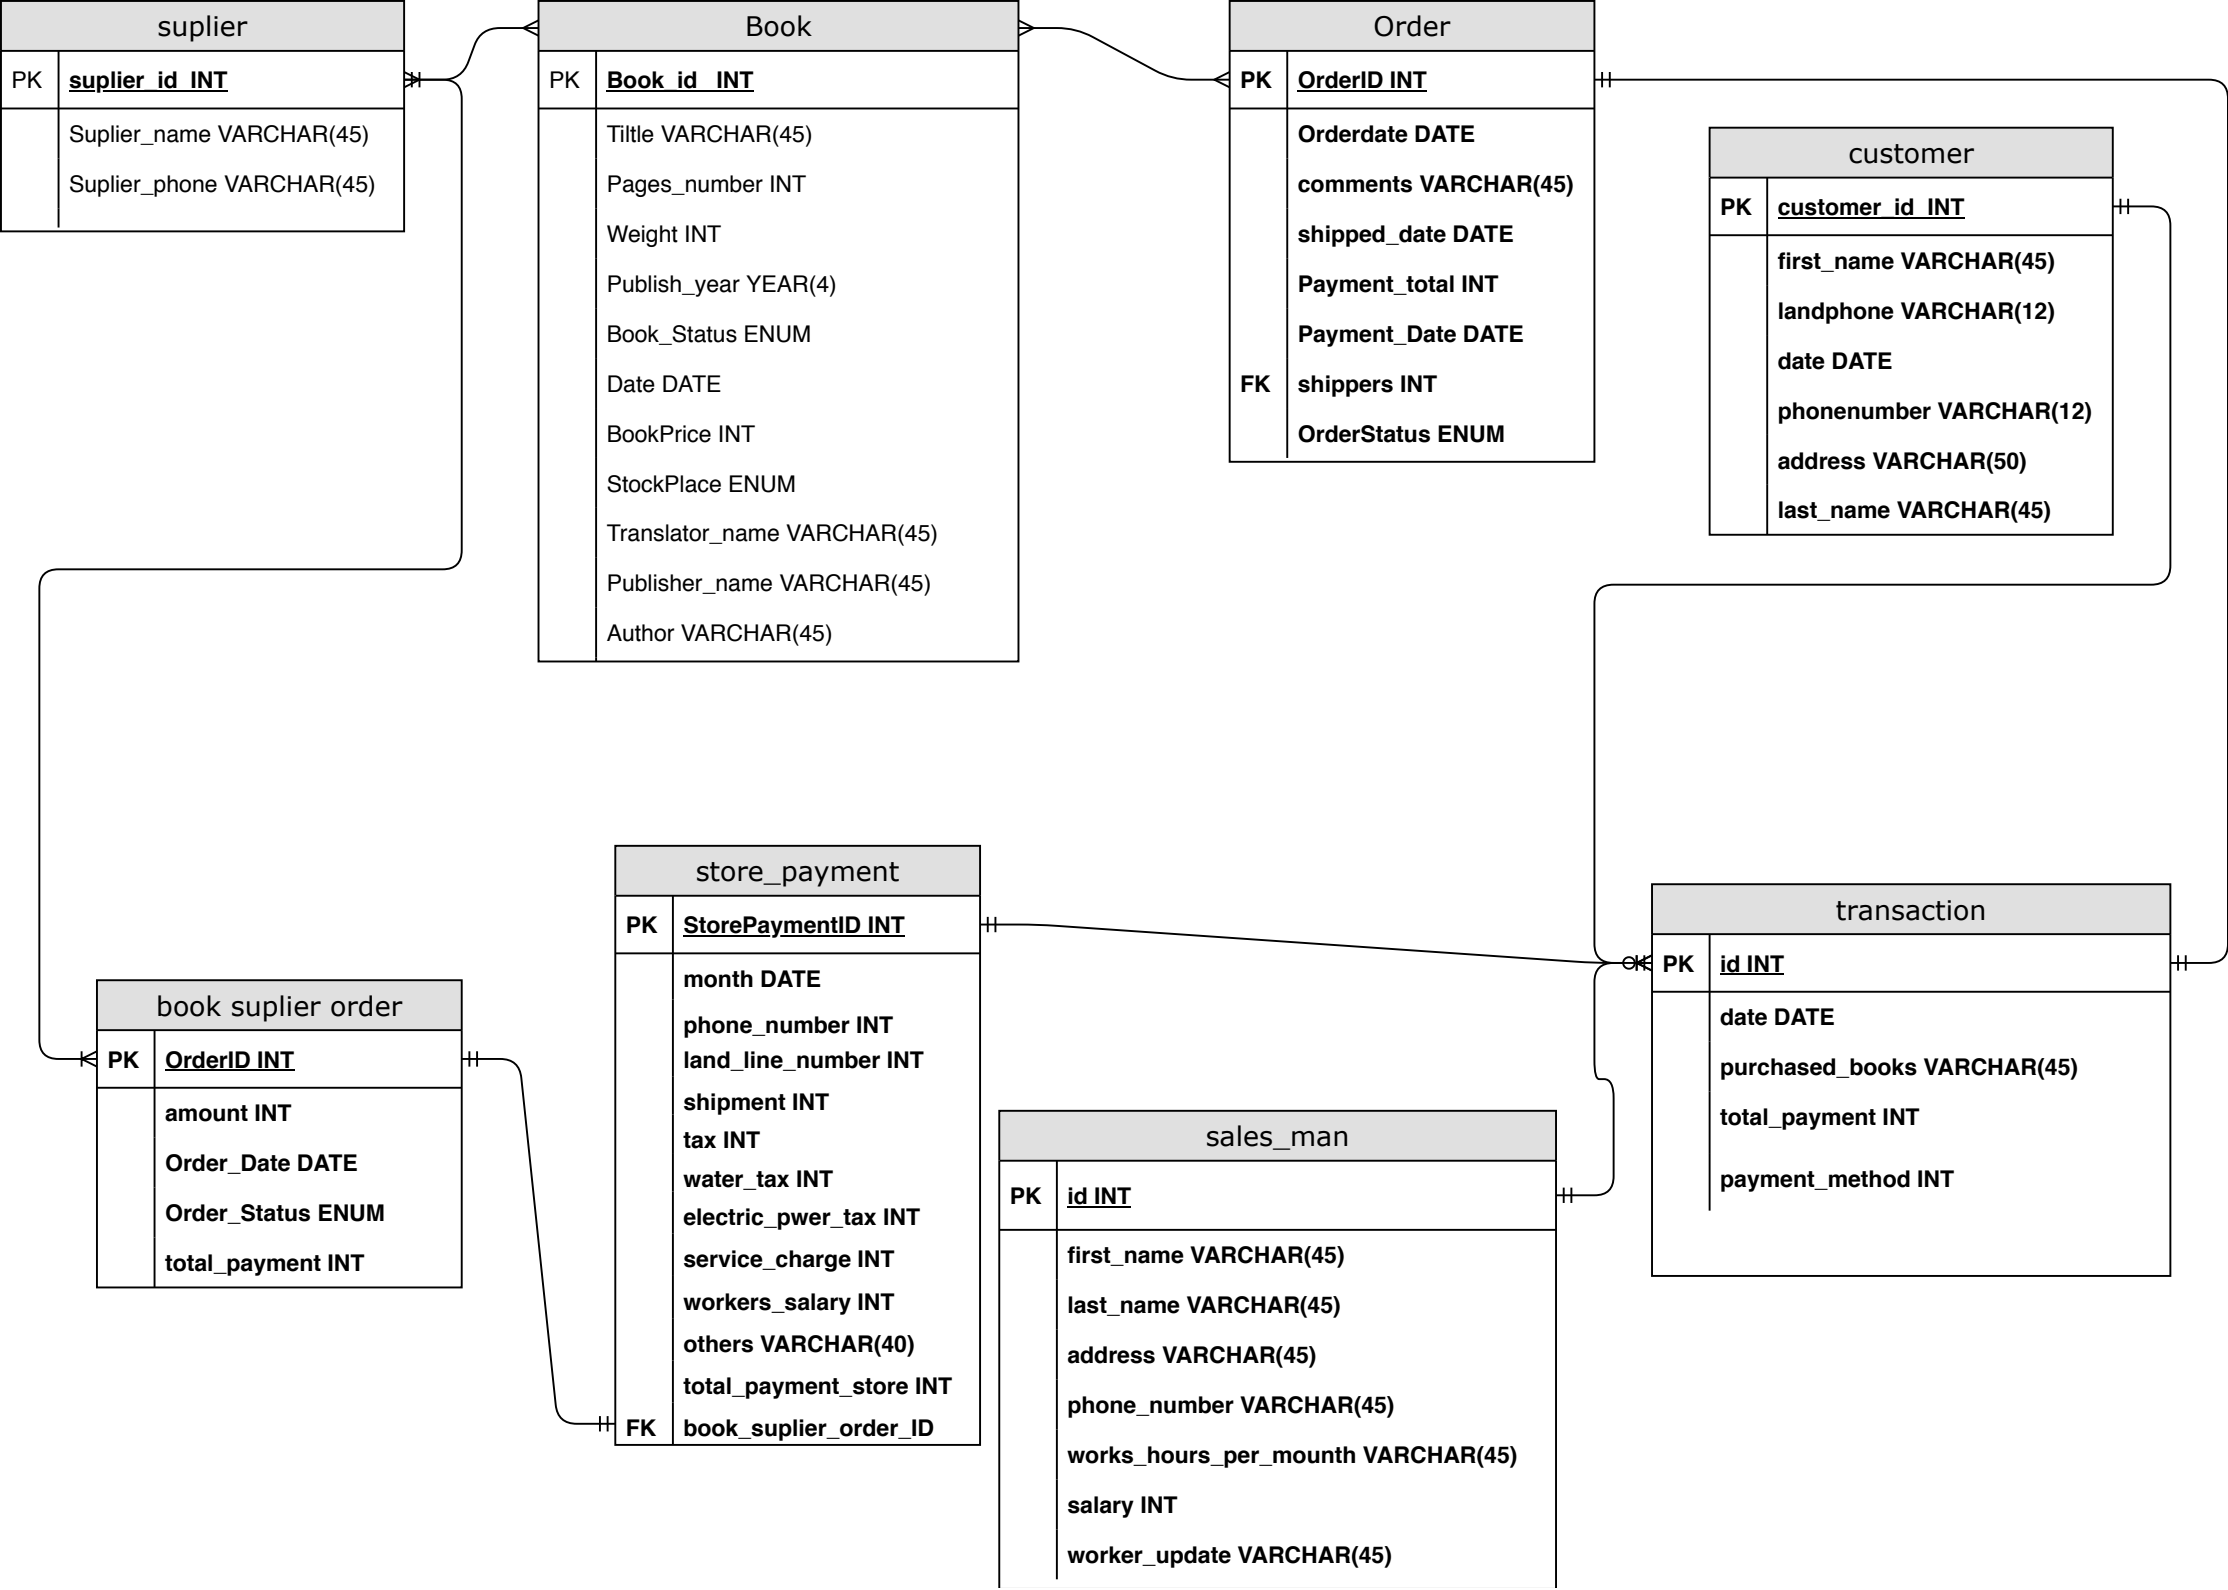 suplier
PK suplier_id INT
Suplier_name VARCHAR(45)
Suplier_phone VARCHAR(45)
Book
PK Book_id INT
Tiltle VARCHAR(45)
Pages_number INT
Weight INT
Publish_year YEAR(4)
Book_Status ENUM
Date DATE
BookPrice INT
StockPlace ENUM
Translator_name VARCHAR(45)
Publisher_name VARCHAR(45)
Author VARCHAR(45)
Order
PK OrderID INT
Orderdate DATE
comments VARCHAR(45)
shipped_date DATE
Payment_total INT
Payment_Date DATE
FK shippers INT
OrderStatus ENUM
customer
PK customer_id INT
first_name VARCHAR(45)
landphone VARCHAR(12)
date DATE
phonenumber VARCHAR(12)
address VARCHAR(50)
last_name VARCHAR(45)
book suplier order
PK OrderID INT
amount INT
Order_Date DATE
Order_Status ENUM
total_payment INT
store_payment
PK StorePaymentID INT
month DATE
phone_number INT
land_line_number INT
shipment INT
tax INT
water_tax INT
electric_pwer_tax INT
service_charge INT
workers_salary INT
others VARCHAR(40)
total_payment_store INT
FK book_suplier_order_ID
sales_man
PK id INT
first_name VARCHAR(45)
last_name VARCHAR(45)
address VARCHAR(45)
phone_number VARCHAR(45)
works_hours_per_mounth VARCHAR(45)
salary INT
worker_update VARCHAR(45)
transaction
PK id INT
date DATE
purchased_books VARCHAR(45)
total_payment INT
payment_method INT